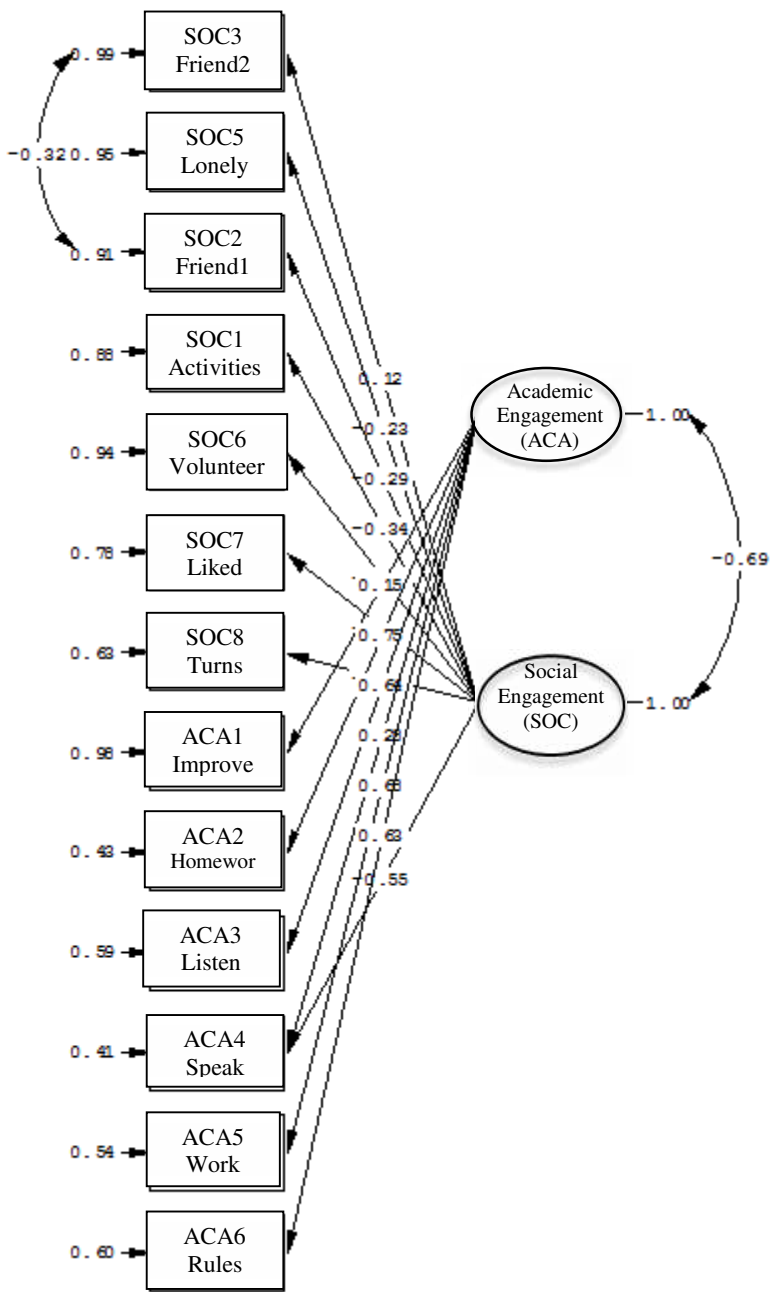 0.99
SOC3
Friend2
-0.32
0.95
SOC5
Lonely
0.91
SOC2
Friend1
0.88
SOC1
Activities
0.94
SOC6
Volunteer
0.78
SOC7
Liked
0.63
SOC8
Turns
0.98
ACA1
Improve
0.43
ACA2
Homewor
0.59
ACA3
Listen
0.41
ACA4
Speak
0.54
ACA5
Work
0.60
ACA6
Rules
0.12
-0.23
-0.29
-0.34
0.15
0.75
0.64
0.63
-0.55
Academic
Engagement
(ACA)
1.00
-0.69
Social
Engagement
(SOC)
1.00